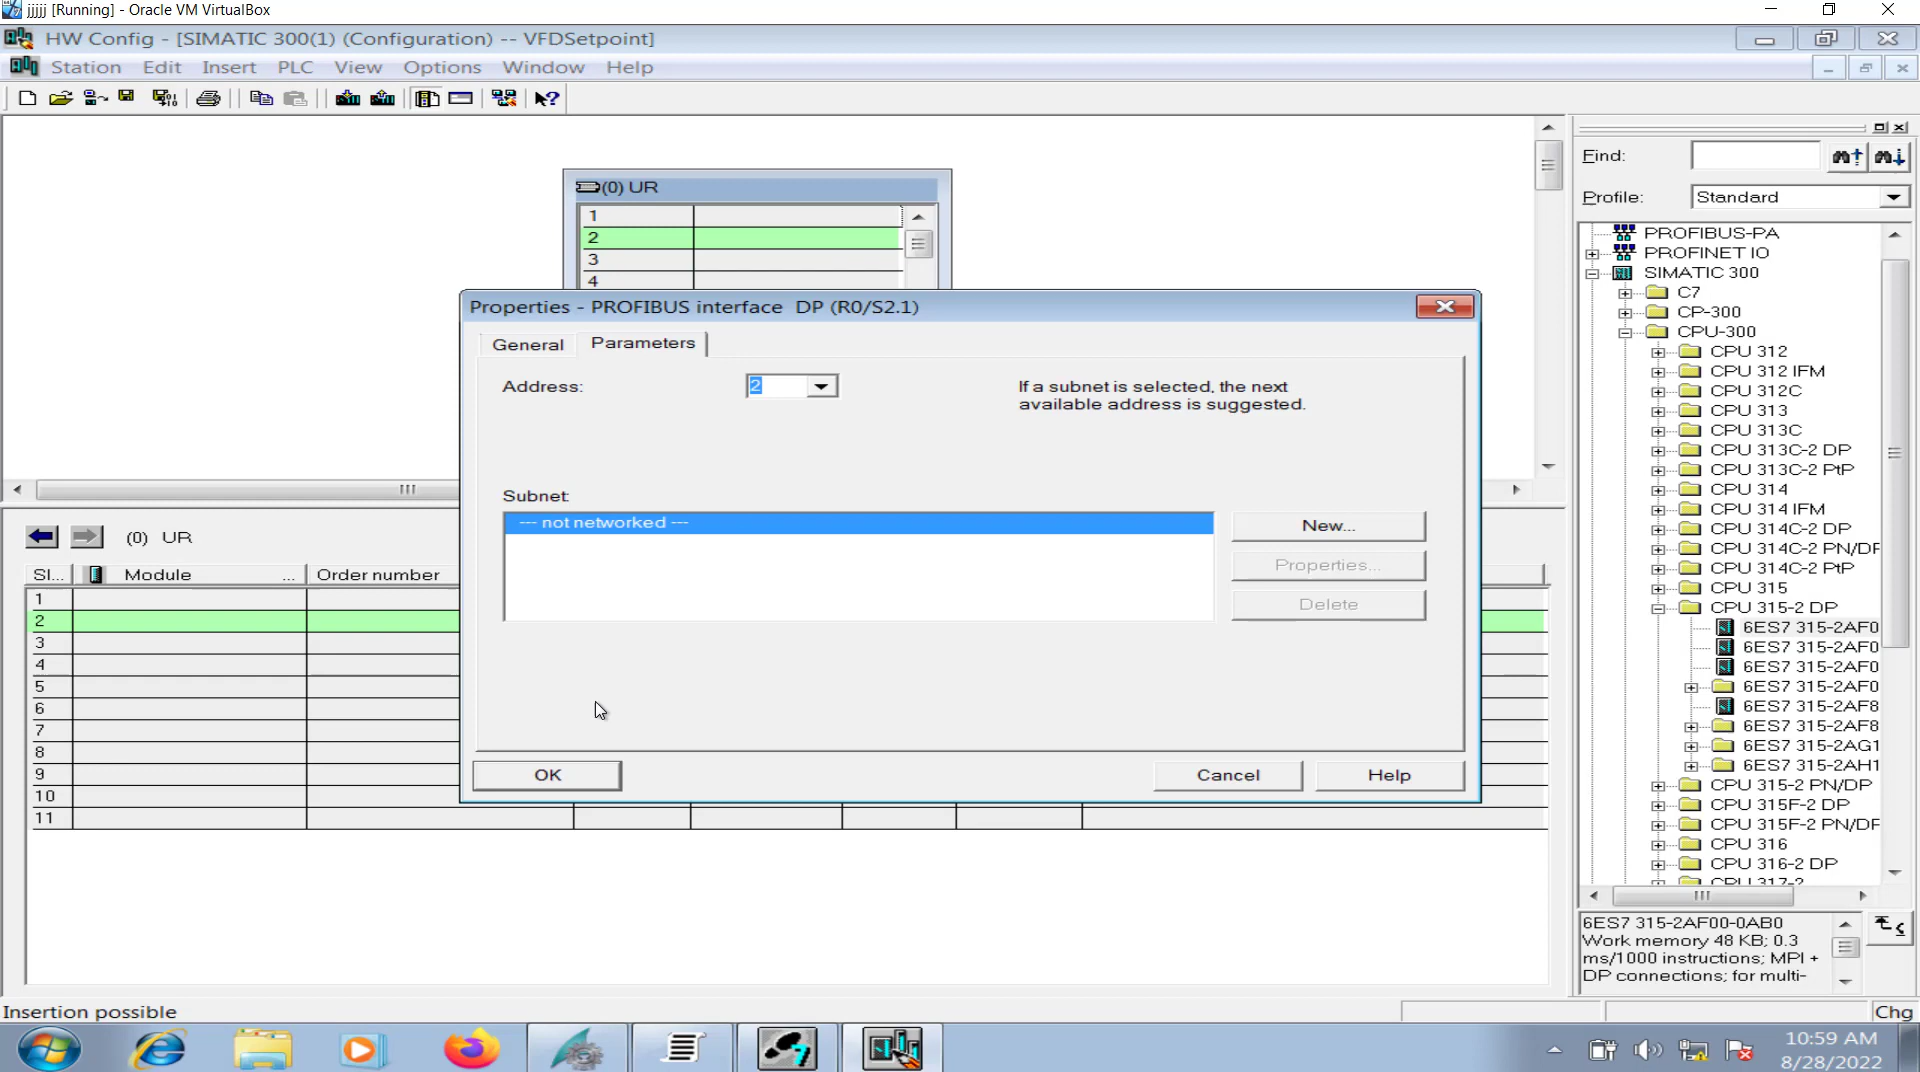 jjjjj [Running] - Oracle VM VirtualBox
HW Config - [SIMATIC 300(1) (Configuration) -- VFDSetpoint]
Station Edit Insert PLC View Options Window Help
Find:
Profile: Standard
(0) UR
1
2
3
4
Properties - PROFIBUS interface DP (R0/S2.1)
General Parameters
Address: 2
If a subnet is selected, the next
available address is suggested.
Subnet:
--- not networked ---
New...
Properties...
Delete
OK Cancel Help
(0) UR
Sl... Module ... Order number
1
2
3
4
5
6
7
8
9
10
11
PROFIBUS-PA
PROFINET IO
SIMATIC 300
C7
CP-300
CPU-300
CPU 312
CPU 312 IFM
CPU 312C
CPU 313
CPU 313C
CPU 313C-2 DP
CPU 313C-2 PtP
CPU 314
CPU 314 IFM
CPU 314C-2 DP
CPU 314C-2 PN/DP
CPU 314C-2 PtP
CPU 315
CPU 315-2 DP
6ES7 315-2AF0
6ES7 315-2AF0
6ES7 315-2AF0
6ES7 315-2AF0
6ES7 315-2AF8
6ES7 315-2AF8
6ES7 315-2AG1
6ES7 315-2AH1
CPU 315-2 PN/DP
CPU 315F-2 DP
CPU 315F-2 PN/DP
CPU 316
CPU 316-2 DP
CPU 317-2
6ES7 315-2AF00-0AB0
Work memory 48 KB; 0.3
ms/1000 instructions; MPI +
DP connections; for multi-
Insertion possible
Chg
10:59 AM
8/28/2022